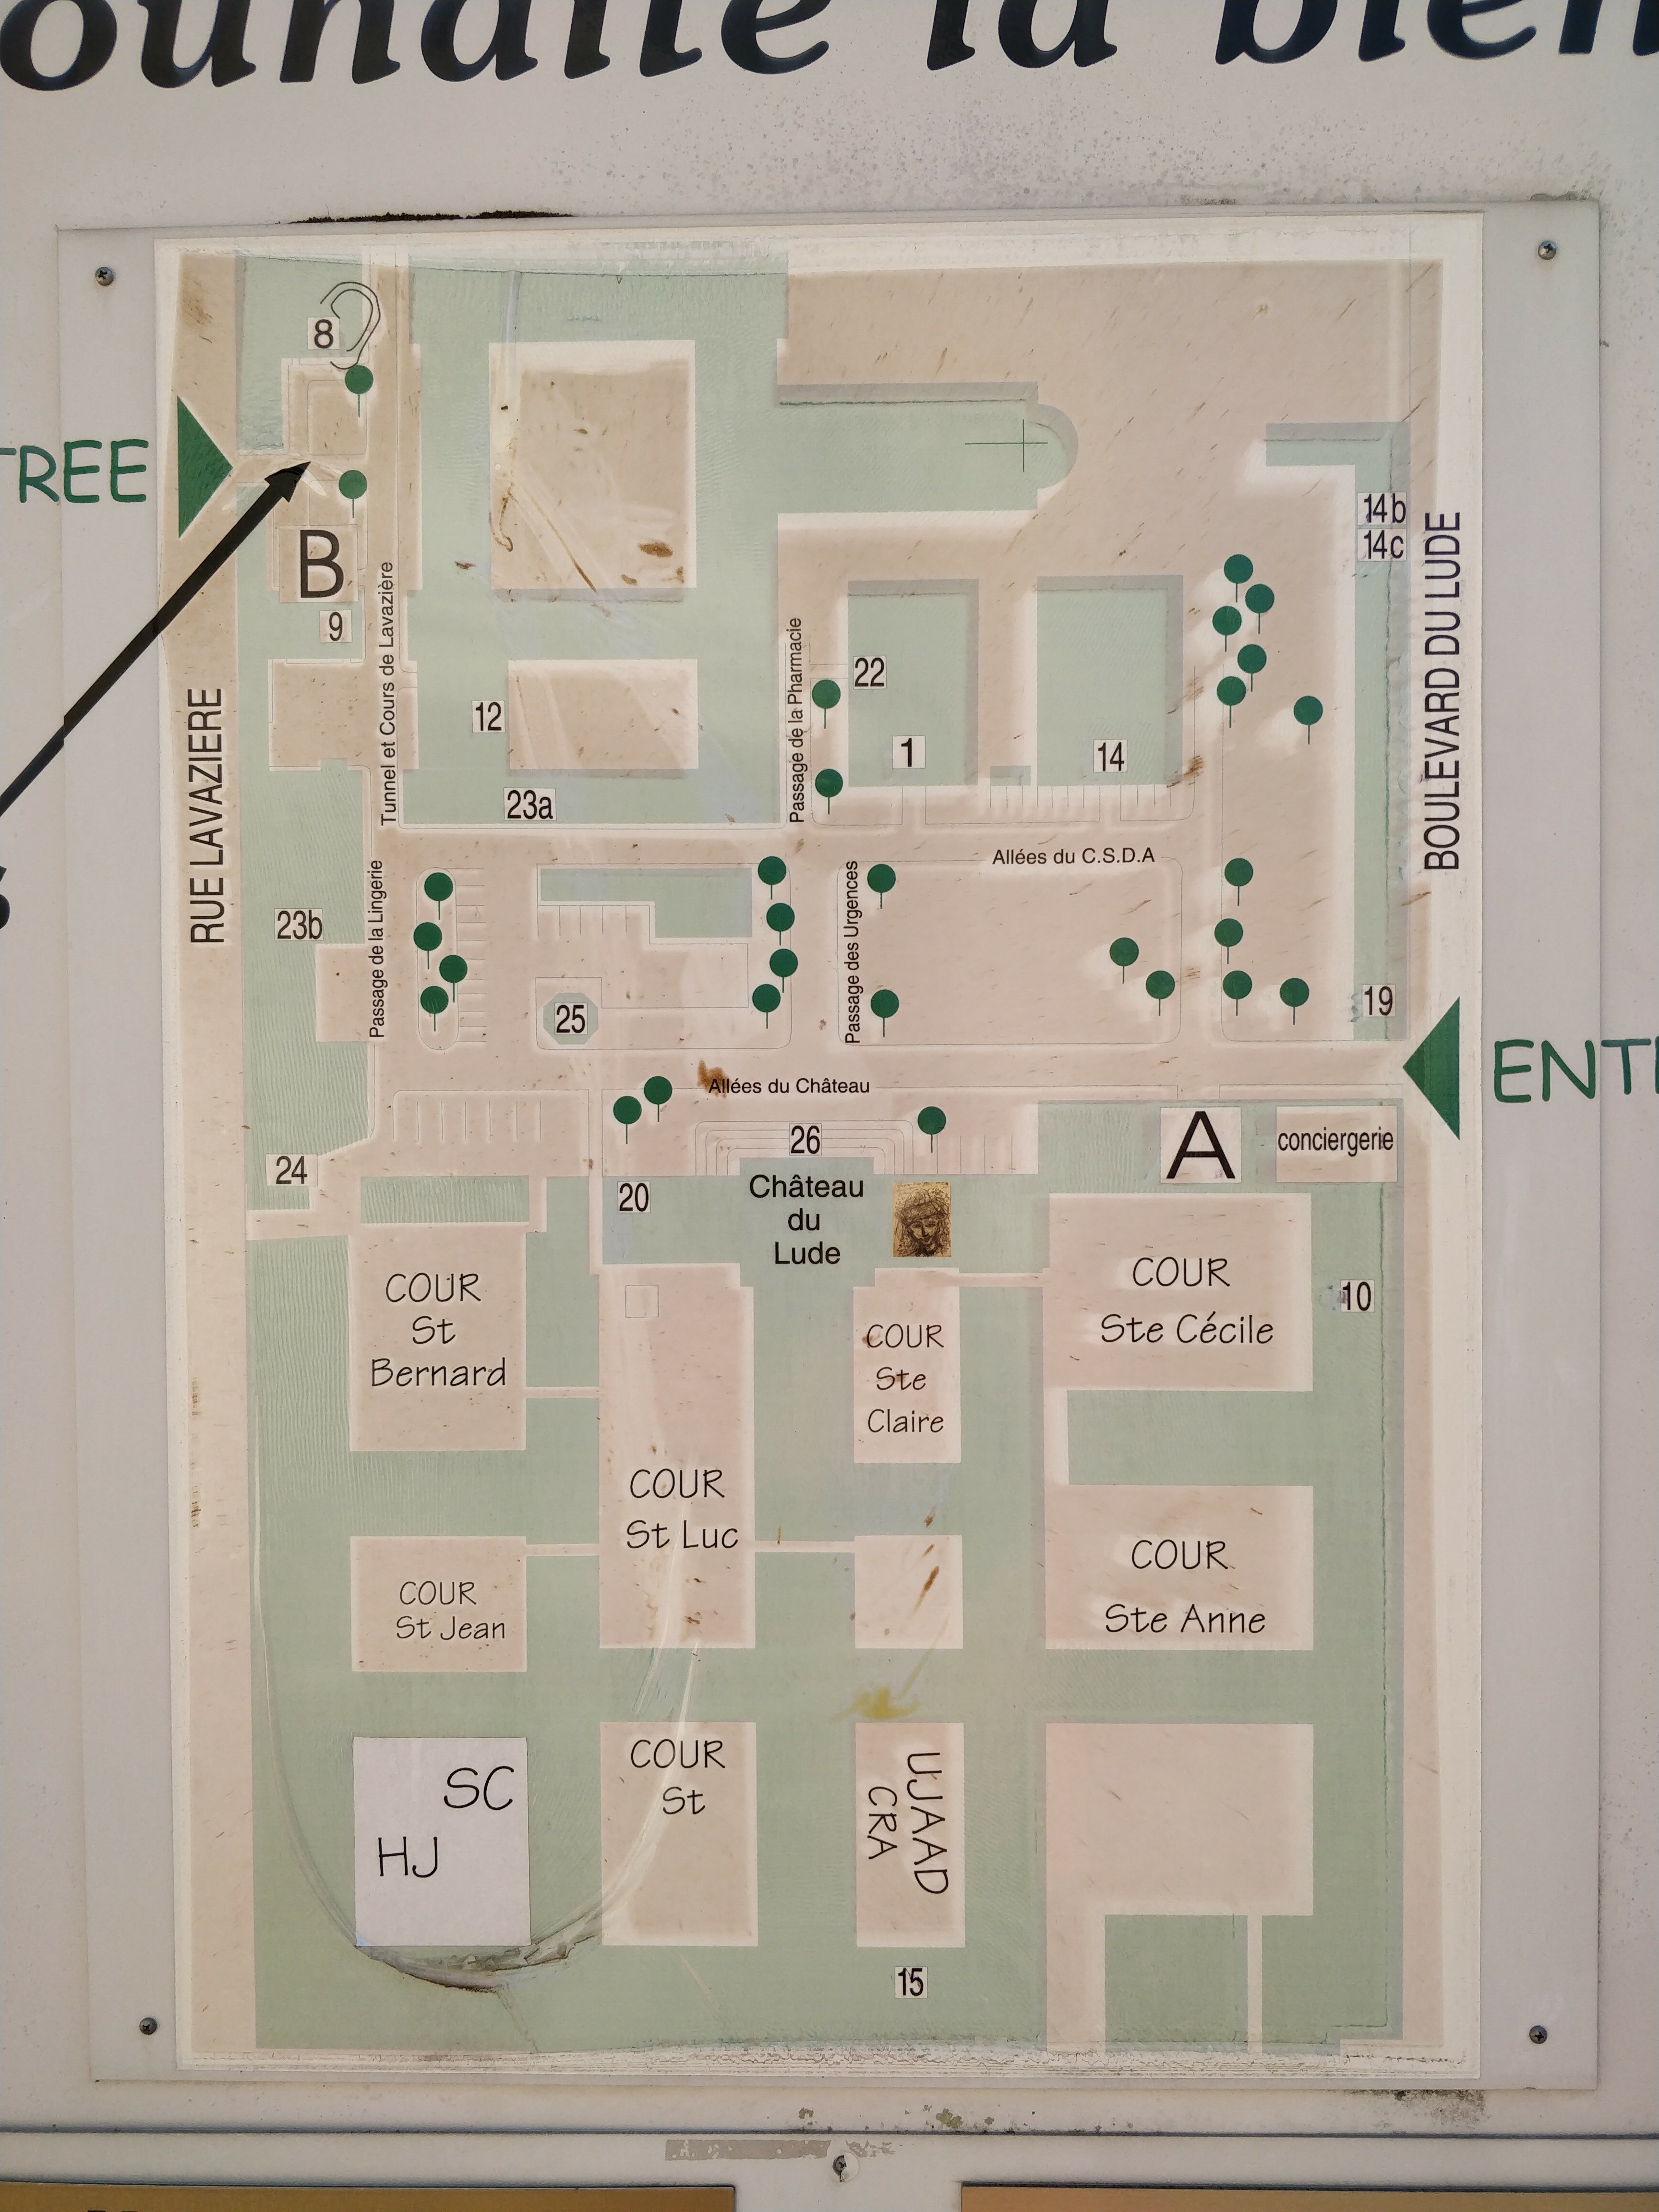 ouhaite la bien
8
TREE
B
9
RUE LAVAZIERE
Tunnel et Cours de Lavazière
12
23a
Passage de la Pharmacie
22
1
14
14b
14c
BOULEVARD DU LUDE
Allées du C.S.D.A
23b
Passage de la Lingerie
25
Passage des Urgences
19
ENT
Allées du Château
26
A
conciergerie
24
20
Château
du
Lude
COUR
St
Bernard
COUR
Ste
Claire
COUR
Ste Cécile
10
COUR
St Luc
COUR
St Jean
COUR
Ste Anne
SC
HJ
COUR
St
UJAAD
CRA
15